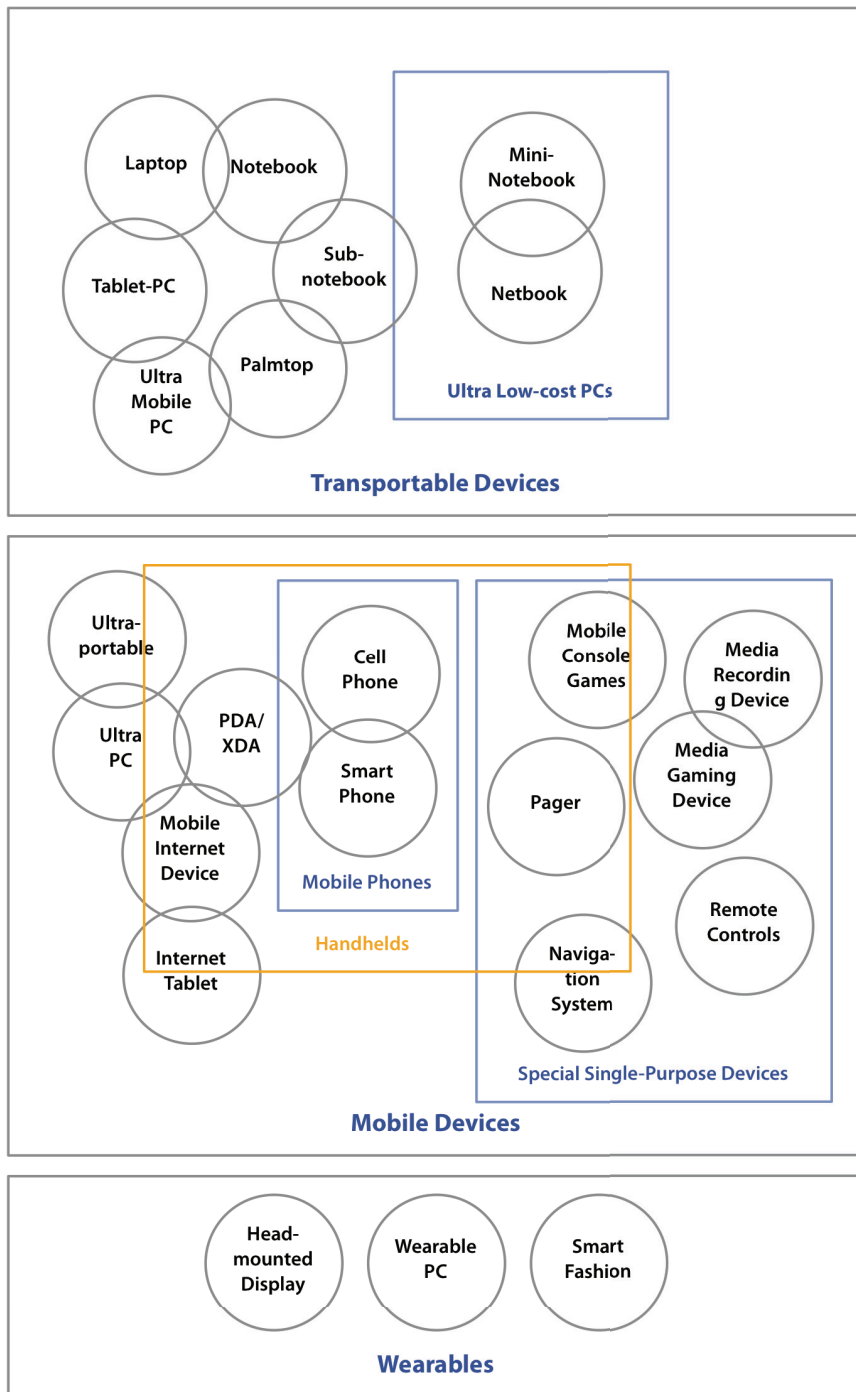 Laptop
Notebook
Sub-
notebook
Tablet-PC
Palmtop
Ultra
Mobile
PC
Mini-
Notebook
Netbook
Ultra Low-cost PCs
Transportable Devices
Ultra-
portable
Ultra
PC
PDA/
XDA
Mobile
Internet
Device
Internet
Tablet
Cell
Phone
Smart
Phone
Mobile Phones
Handhelds
Mobile
Console
Games
Media
Recordin
g Device
Media
Gaming
Device
Pager
Remote
Controls
Naviga-
tion
System
Special Single-Purpose Devices
Mobile Devices
Head-
mounted
Display
Wearable
PC
Smart
Fashion
Wearables